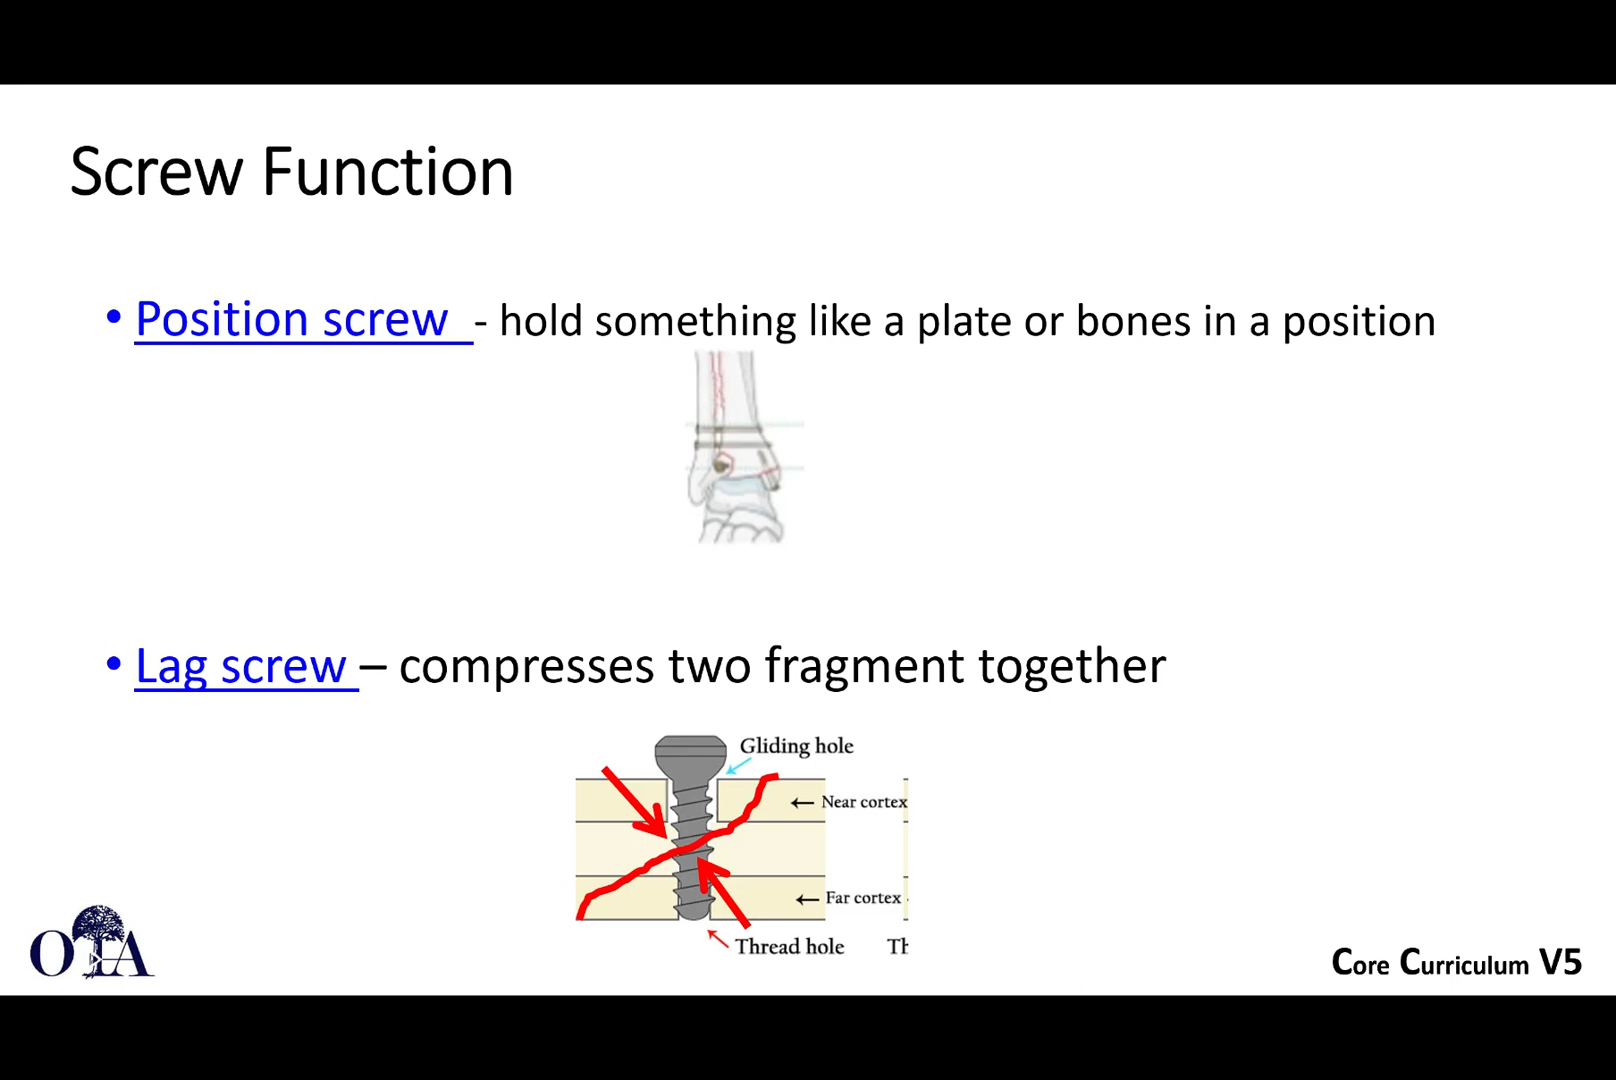 Screw Function
• Position screw - hold something like a plate or bones in a position
• Lag screw – compresses two fragment together
Gliding hole
Near cortex
Far cortex
Thread hole
OTA
Core Curriculum V5